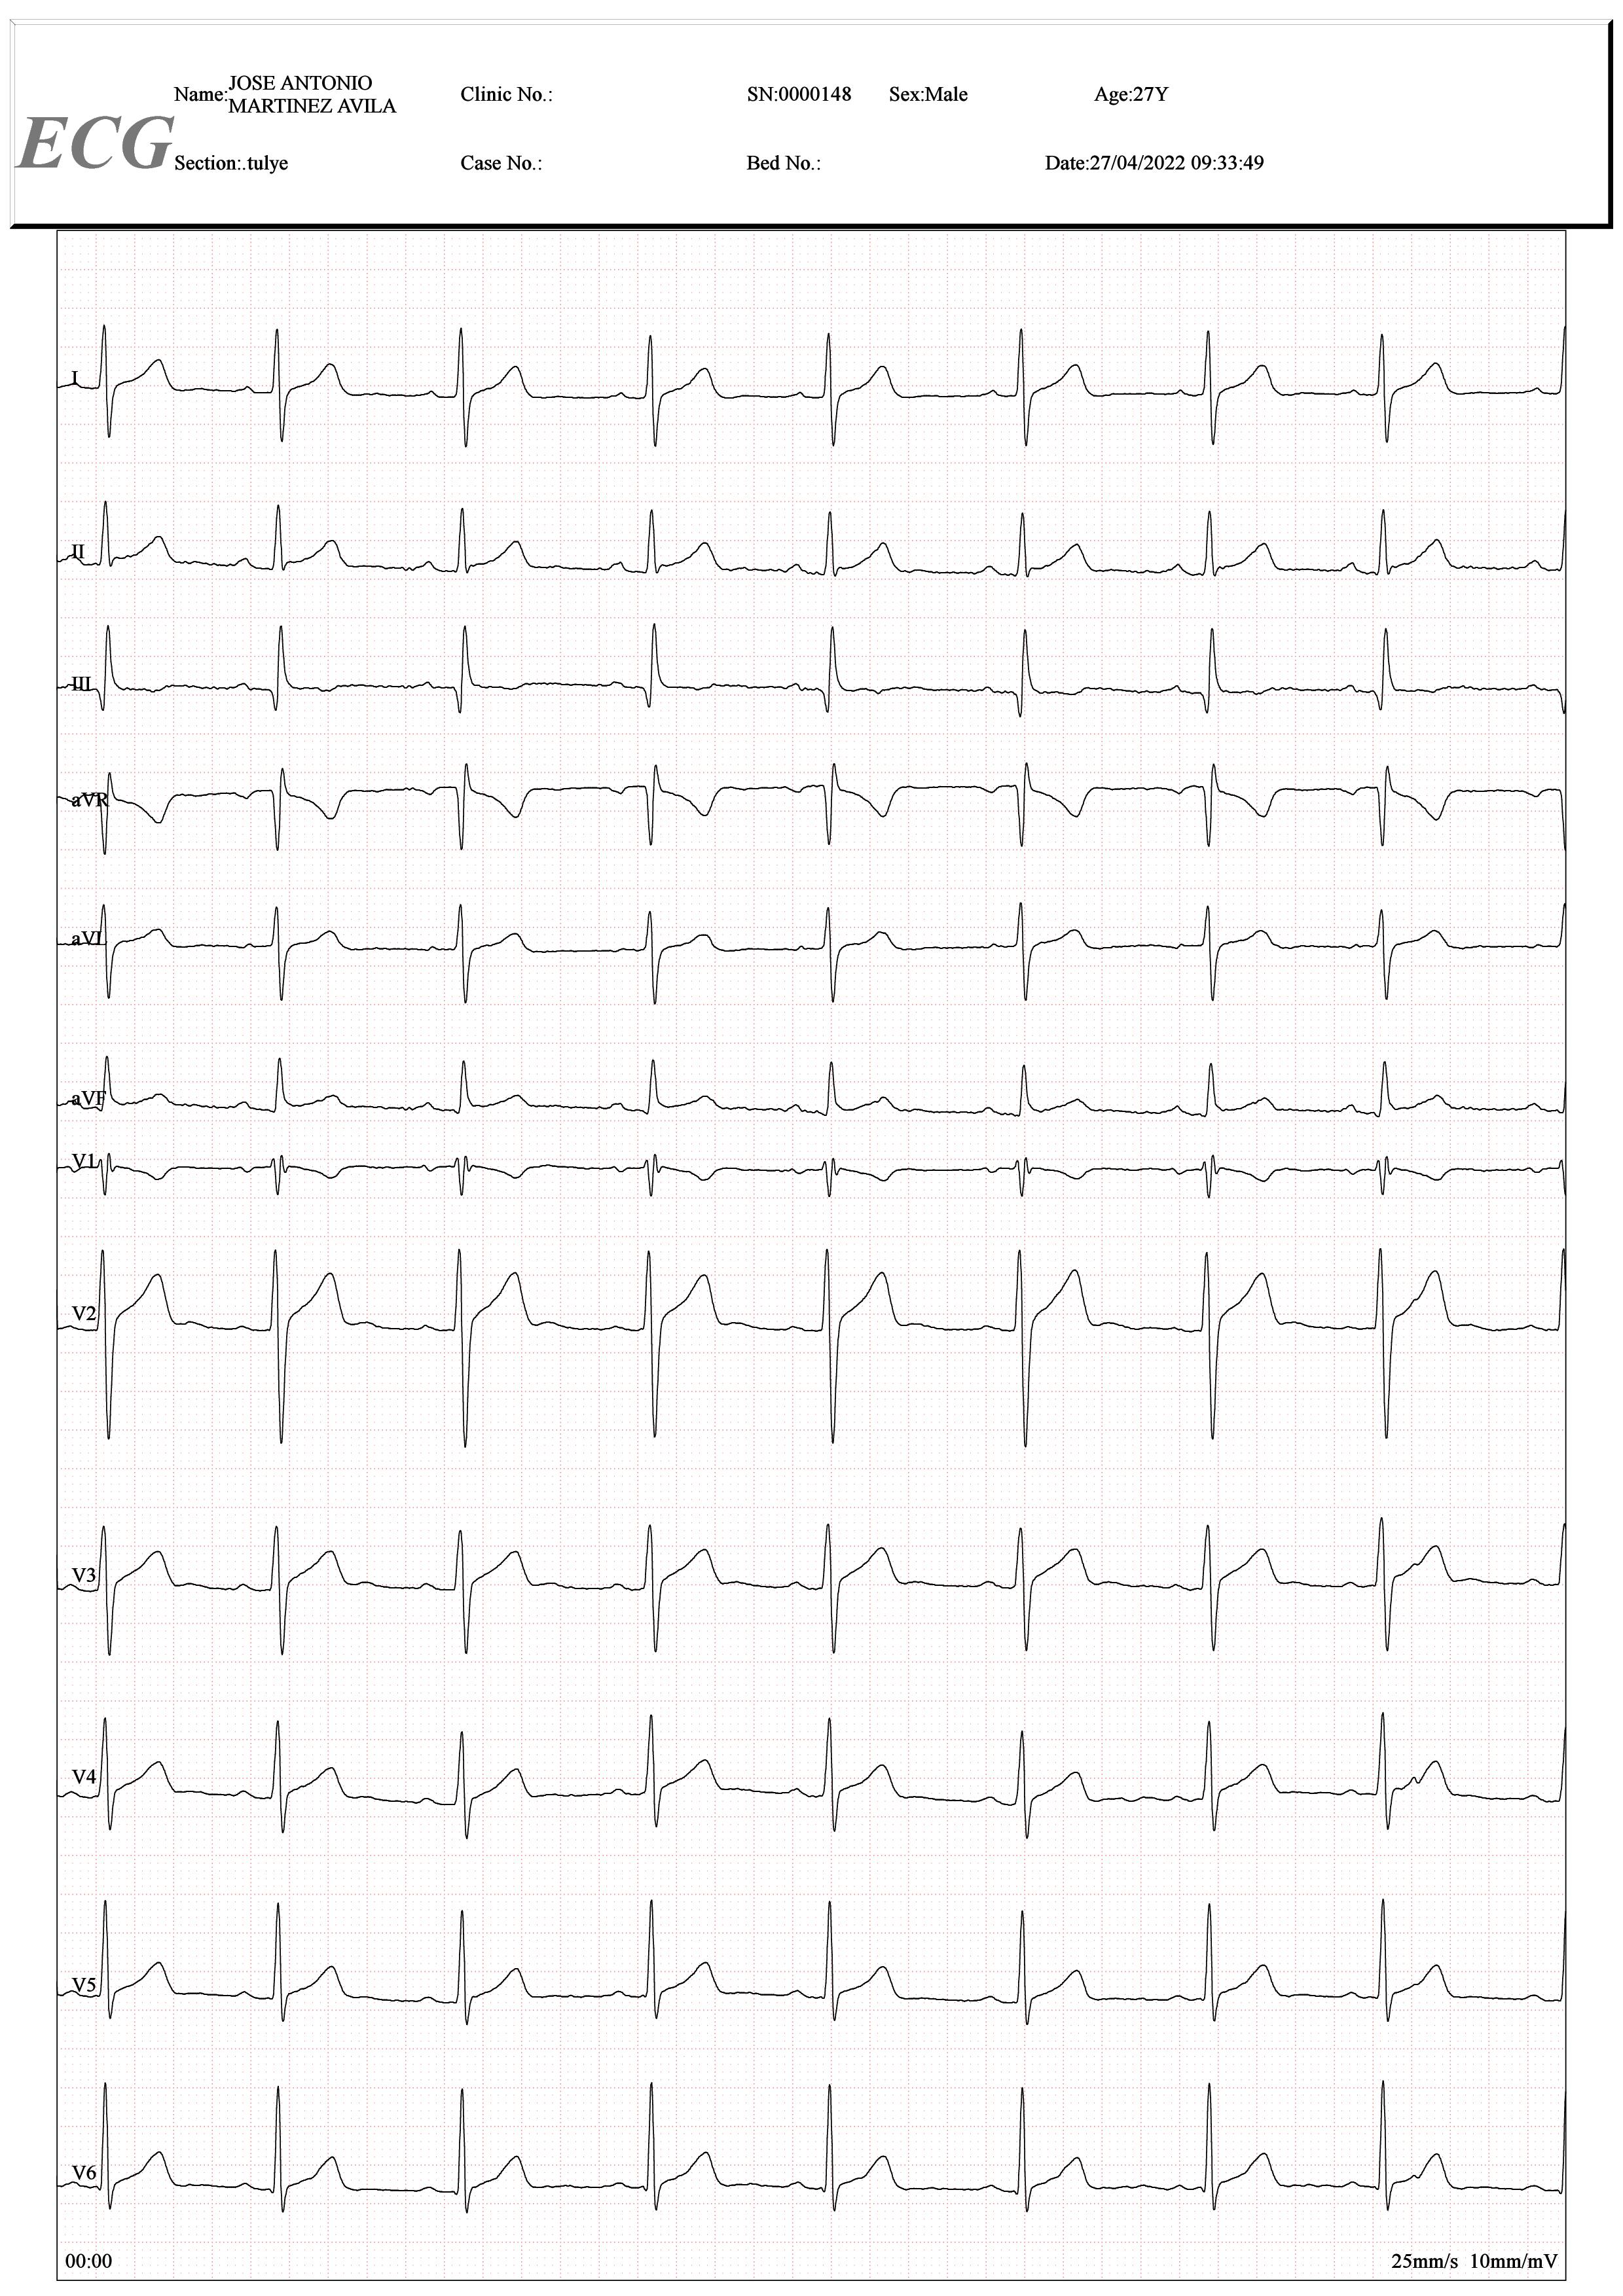 ECG
Name:JOSE ANTONIO MARTINEZ AVILA Clinic No.: SN:0000148 Sex:Male Age:27Y
Section:.tulye Case No.: Bed No.: Date:27/04/2022 09:33:49
I
II
III
aVR
aVL
aVF
V1
V2
V3
V4
V5
V6
00:00 25mm/s 10mm/mV